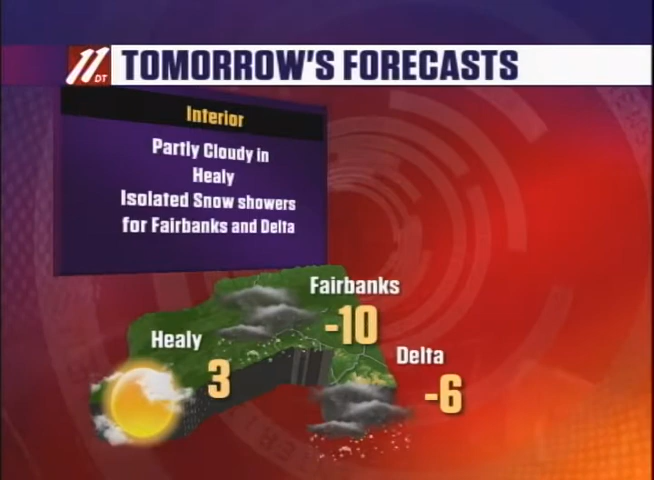 11 DT
TOMORROW'S FORECASTS
Interior
Partly Cloudy in
Healy
Isolated Snow showers
for Fairbanks and Delta
Fairbanks
-10
Healy
3
Delta
-6